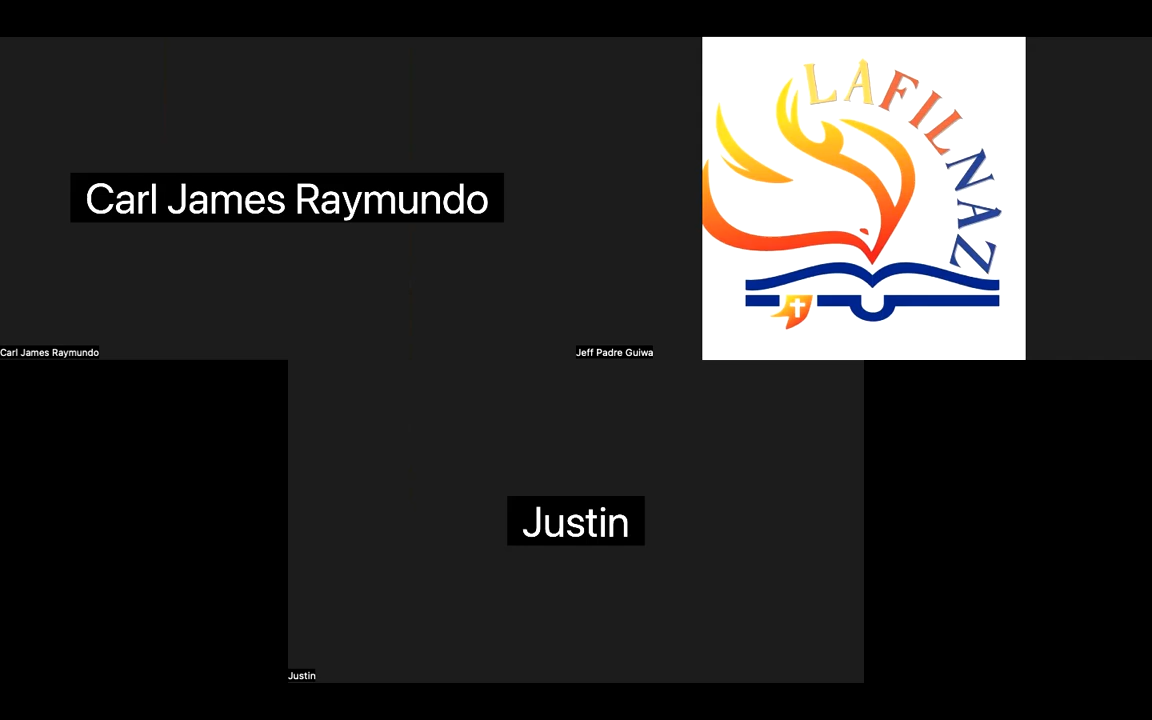 Carl James Raymundo
LAFILNAZ
Carl James Raymundo
Jeff Padre Guiwa
Justin
Justin